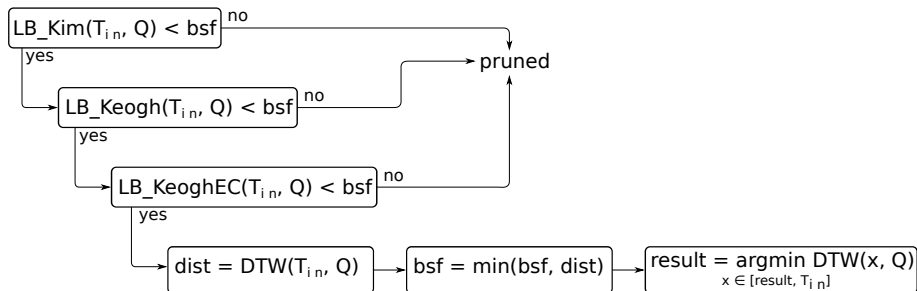 LB_Kim(T_{i n}, Q) < bsf
no
yes
pruned
LB_Keogh(T_{i n}, Q) < bsf
no
yes
LB_KeoghEC(T_{i n}, Q) < bsf
no
yes
dist = DTW(T_{i n}, Q)
bsf = min(bsf, dist)
result = argmin DTW(x, Q)
x ∈ [result, T_{i n}]